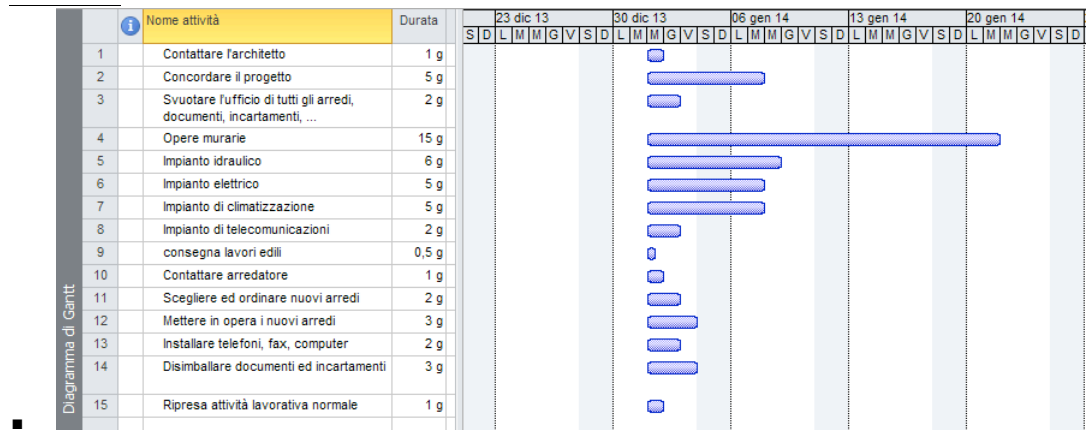 Nome attività Durata 23 dic 13 30 dic 13 06 gen 14 13 gen 14 20 gen 14
S D L M M G V S D L M M G V S D L M M G V S D L M M G V S D L M M G V S D
1 Contattare l'architetto 1 g
2 Concordare il progetto 5 g
3 Svuotare l'ufficio di tutti gli arredi, 2 g
documenti, incartamenti, ...
4 Opere murarie 15 g
5 Impianto idraulico 6 g
6 Impianto elettrico 5 g
7 Impianto di climatizzazione 5 g
8 Impianto di telecomunicazioni 2 g
9 consegna lavori edili 0,5 g
10 Contattare arredatore 1 g
11 Scegliere ed ordinare nuovi arredi 2 g
12 Mettere in opera i nuovi arredi 3 g
13 Installare telefoni, fax, computer 2 g
14 Disimballare documenti ed incartamenti 3 g
15 Ripresa attività lavorativa normale 1 g
Diagramma di Gantt